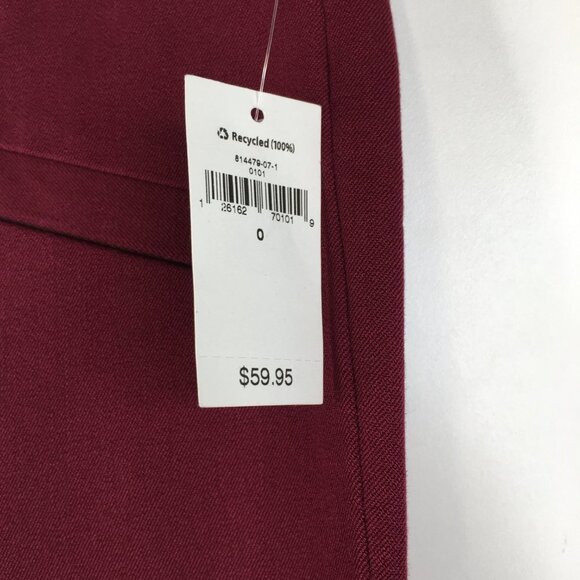 ♻ Recycled (100%)
814479-07-1
0101
1 26162 70101 9
0
$59.95